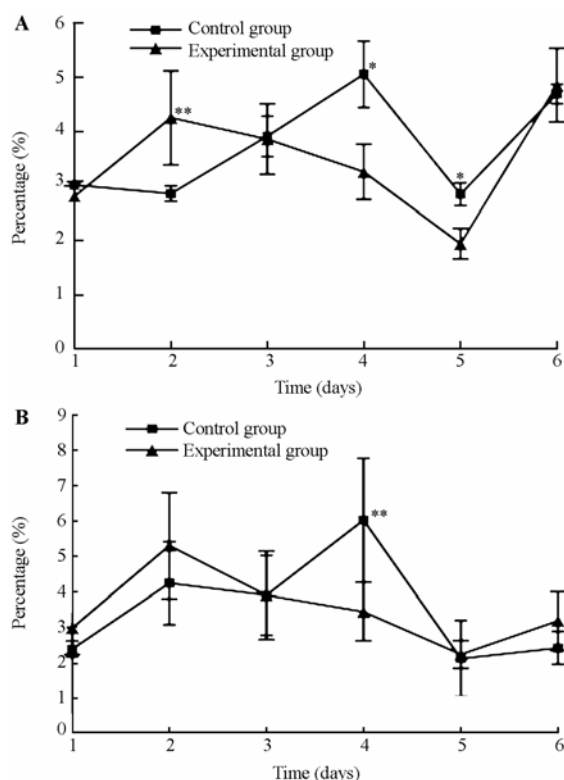 A
Control group
Experimental group
Percentage (%)
6
5
4
3
2
1
0
**
*
*
1 2 3 4 5 6
Time (days)
B
Control group
Experimental group
Percentage (%)
9
8
7
6
5
4
3
2
1
0
**
1 2 3 4 5 6
Time (days)